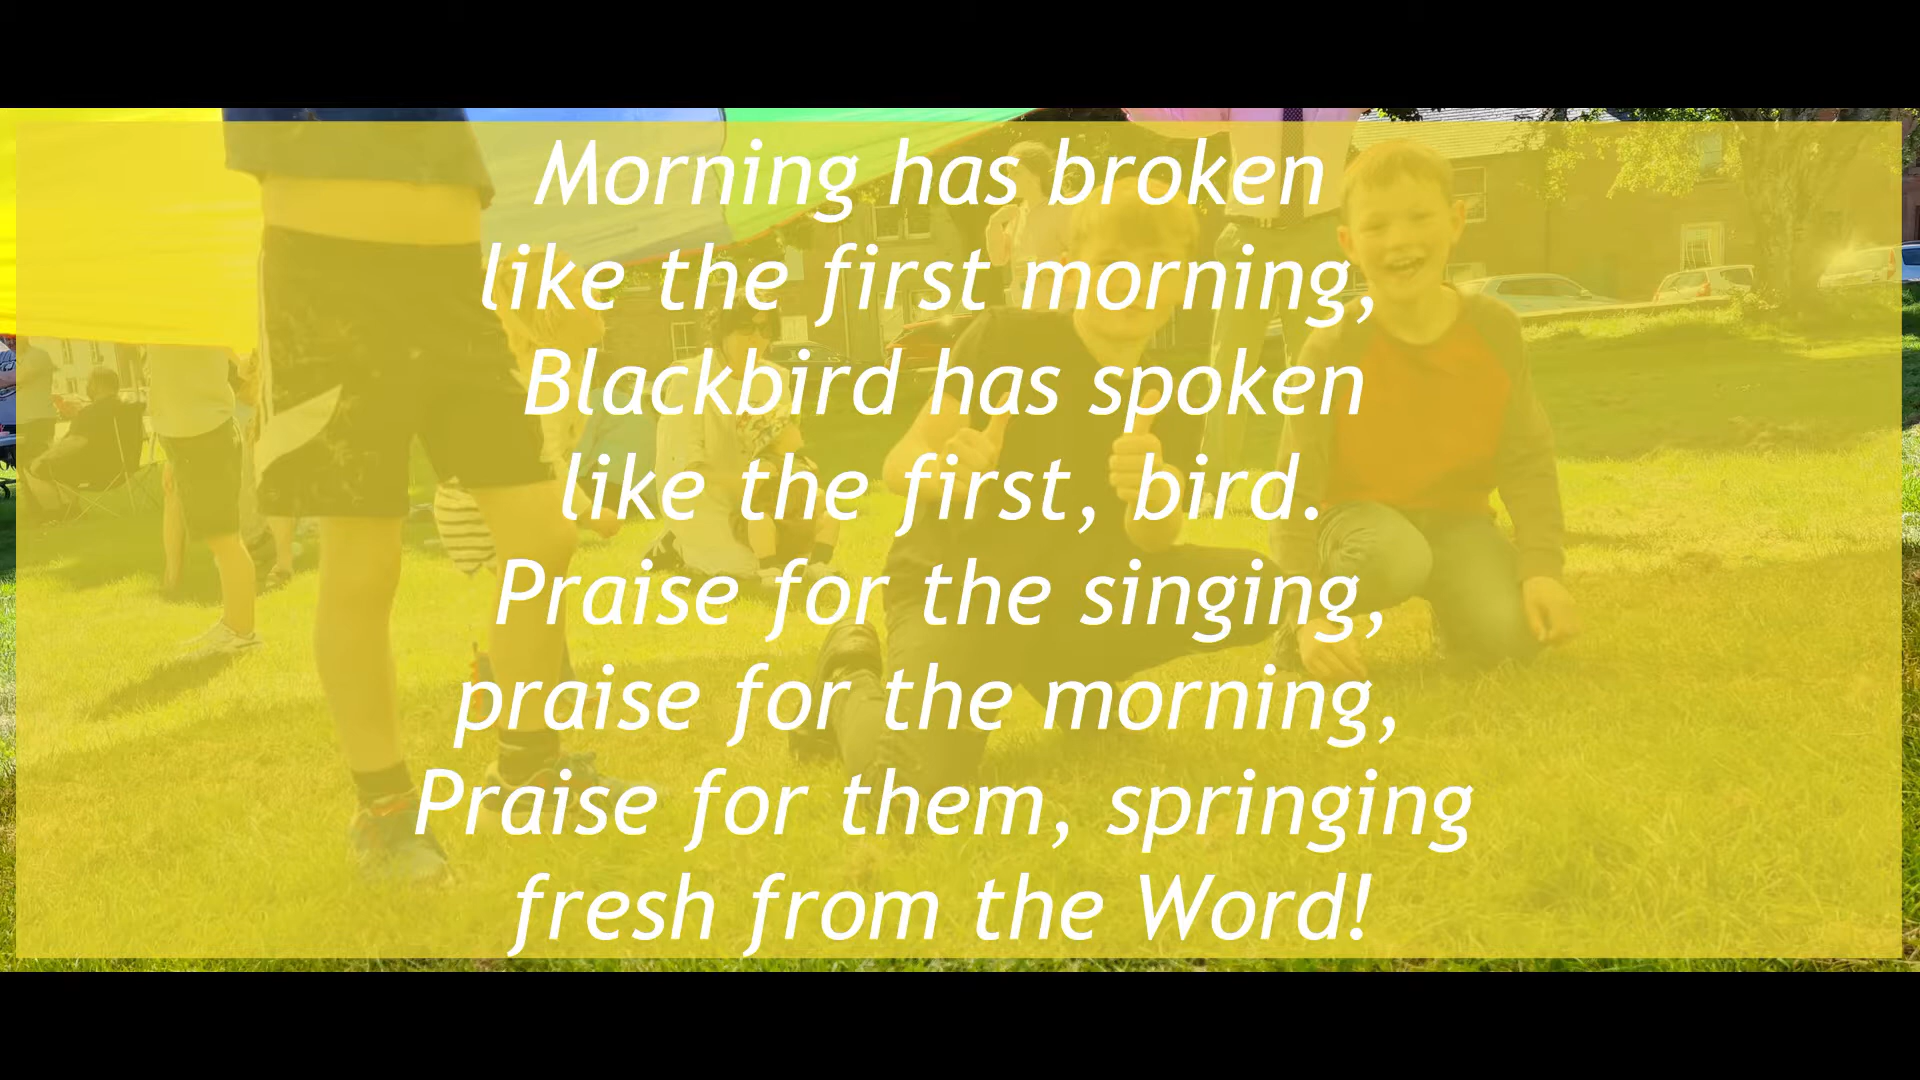 Morning has broken
like the first morning,
Blackbird has spoken
like the first, bird.
Praise for the singing,
praise for the morning,
Praise for them, springing
fresh from the Word!